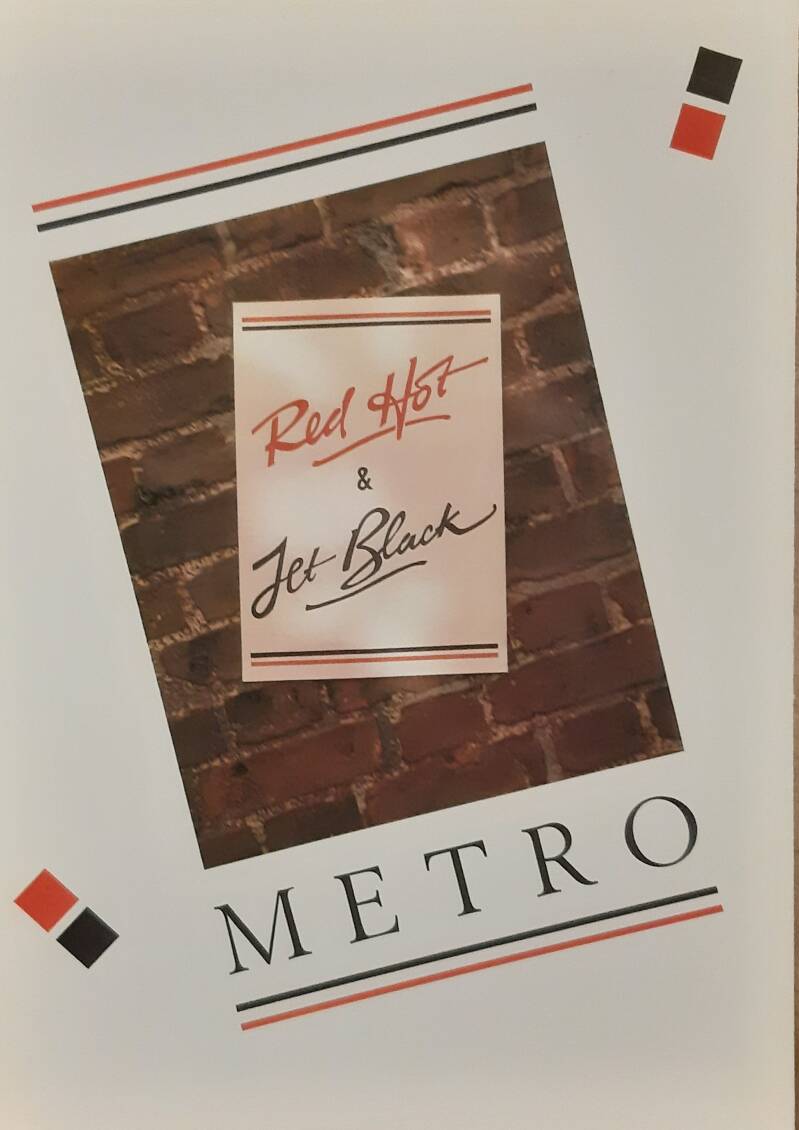 Red Hot
&
Jet Black
METRO